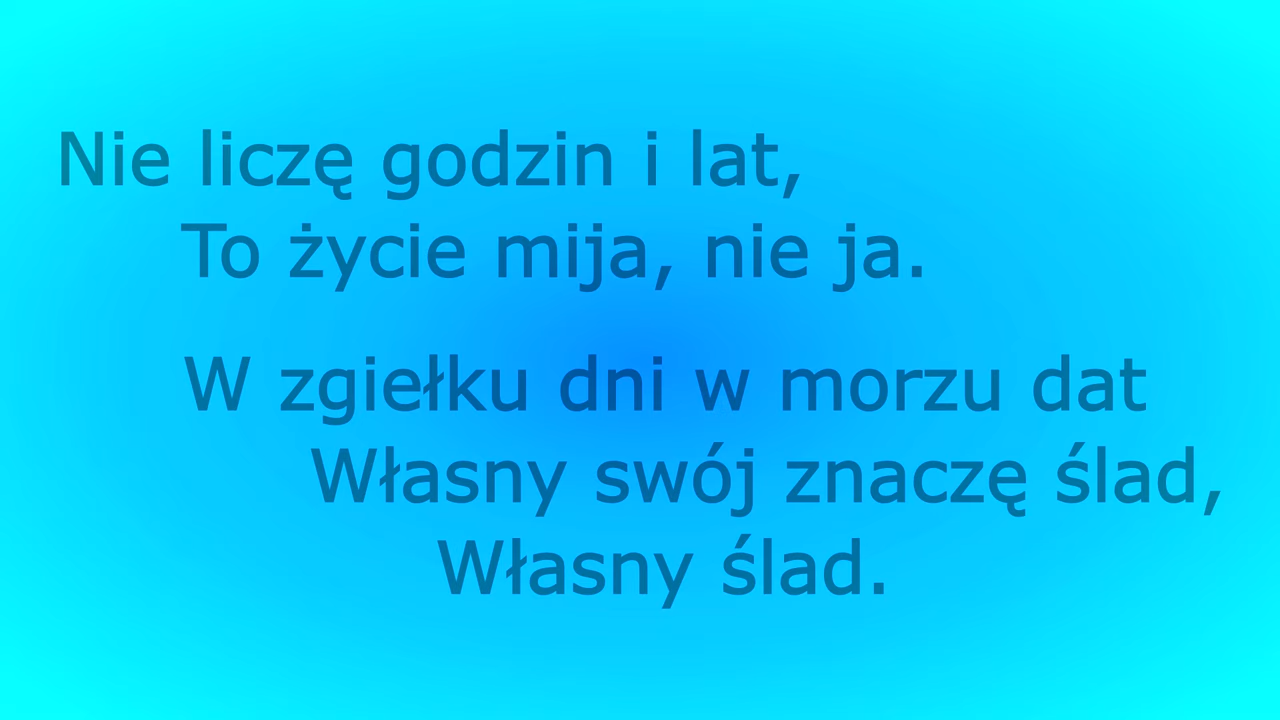 Nie liczę godzin i lat,
To życie mija, nie ja.
W zgiełku dni w morzu dat
Własny swój znaczę ślad,
Własny ślad.